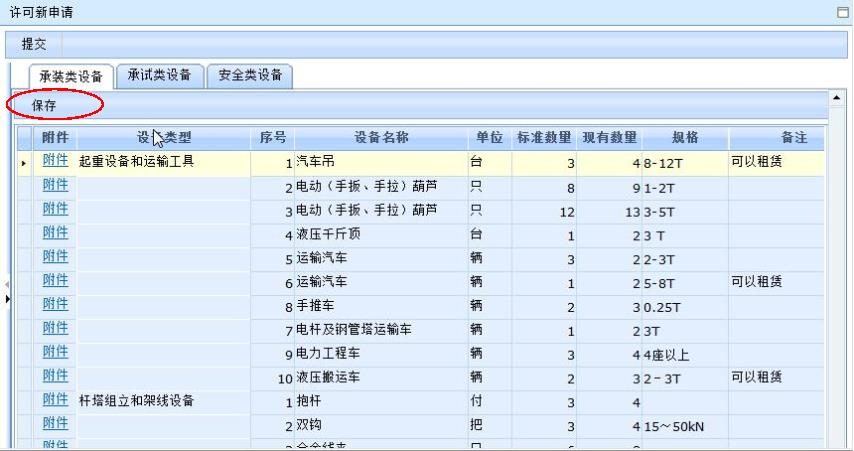 许可新申请
提交
承装类设备 承试类设备 安全类设备
保存
附件 设备类型 序号 设备名称 单位 标准数量 现有数量 规格 备注
附件 起重设备和运输工具 1 汽车吊 台 3 4 8-12T 可以租赁
附件 2 电动（手扳、手拉）葫芦 只 8 9 1-2T
附件 3 电动（手扳、手拉）葫芦 只 12 13 3-5T
附件 4 液压千斤顶 台 1 2 3 T
附件 5 运输汽车 辆 3 2 2-3T
附件 6 运输汽车 辆 1 2 5-8T 可以租赁
附件 8 手推车 辆 2 3 0.25T
附件 7 电杆及钢管塔运输车 辆 1 2 3T
附件 9 电力工程车 辆 3 4 4座以上
附件 10 液压搬运车 辆 2 3 2－3T 可以租赁
附件 杆塔组立和架线设备 1 抱杆 付 3 4
附件 2 双钩 把 3 4 15～50kN
附件